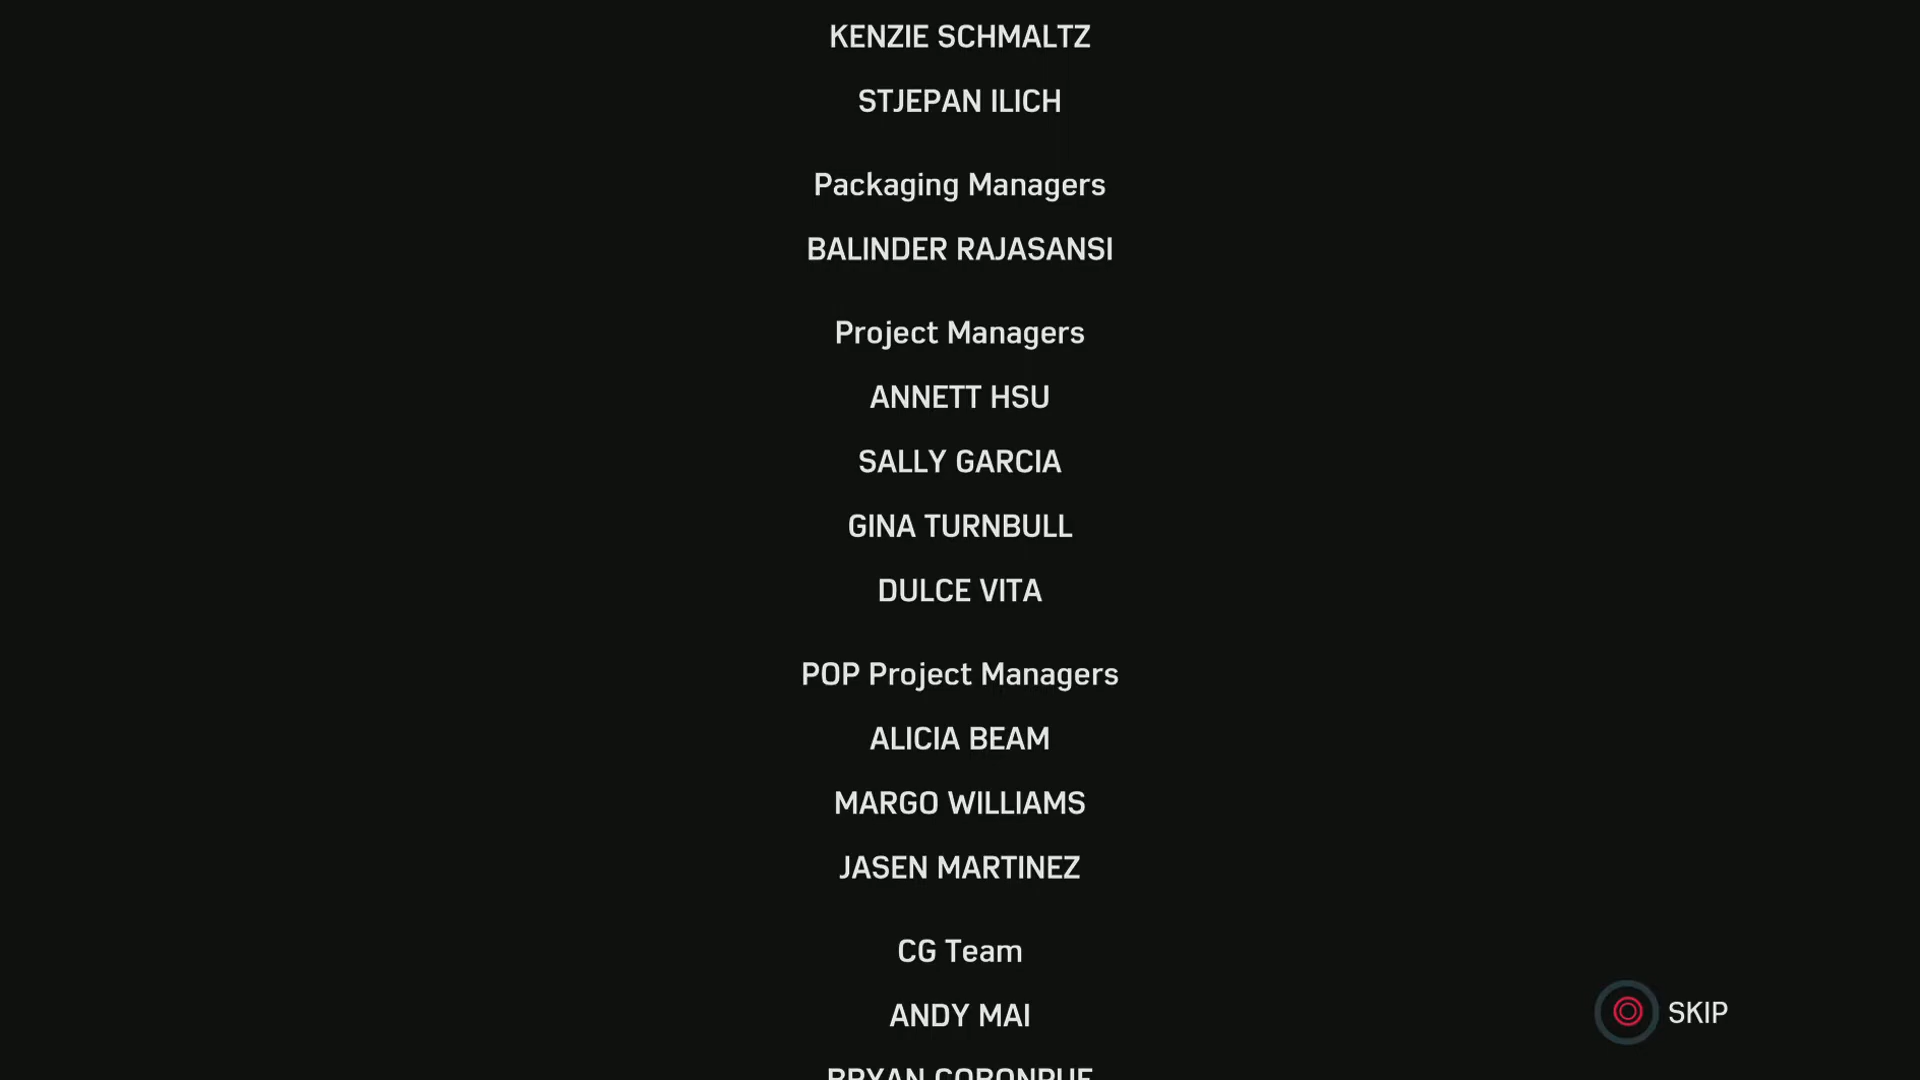 KENZIE SCHMALTZ
STJEPAN ILICH
Packaging Managers
BALINDER RAJASANSI
Project Managers
ANNETT HSU
SALLY GARCIA
GINA TURNBULL
DULCE VITA
POP Project Managers
ALICIA BEAM
MARGO WILLIAMS
JASEN MARTINEZ
CG Team
ANDY MAI
SKIP
BRYAN